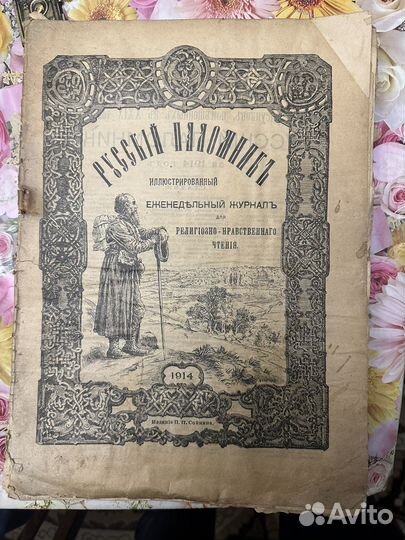 РУССКІЙ ПАЛОМНИКЪ
ИЛЛЮСТРИРОВАННЫЙ
ЕЖЕНЕДѢЛЬНЫЙ ЖУРНАЛЪ
для
РЕЛИГІОЗНО-НРАВСТВЕННАГО
ЧТЕНІЯ.
1914
Изданіе П. П. Сойкина.
Avito